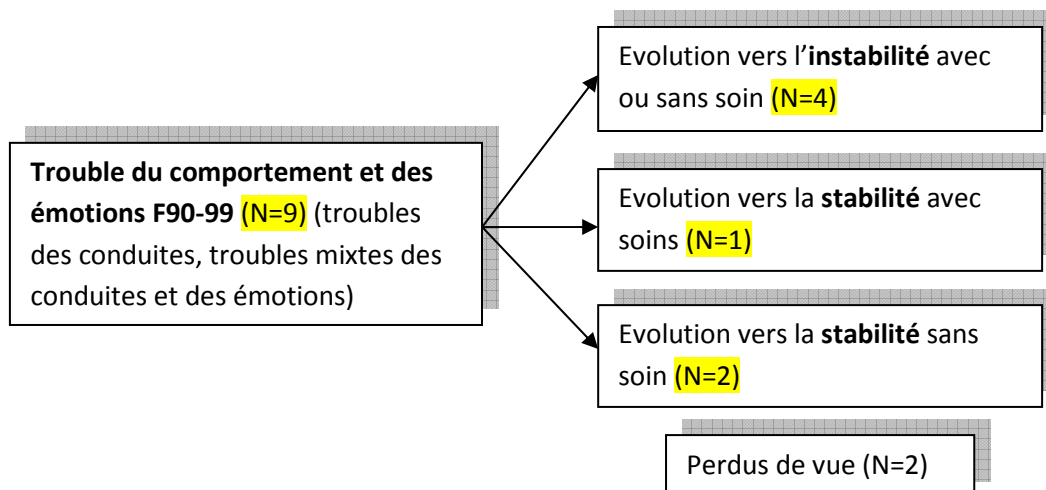 Trouble du comportement et des
émotions F90-99 (N=9) (troubles
des conduites, troubles mixtes des
conduites et des émotions)
Evolution vers l'instabilité avec
ou sans soin (N=4)
Evolution vers la stabilité avec
soins (N=1)
Evolution vers la stabilité sans
soin (N=2)
Perdus de vue (N=2)